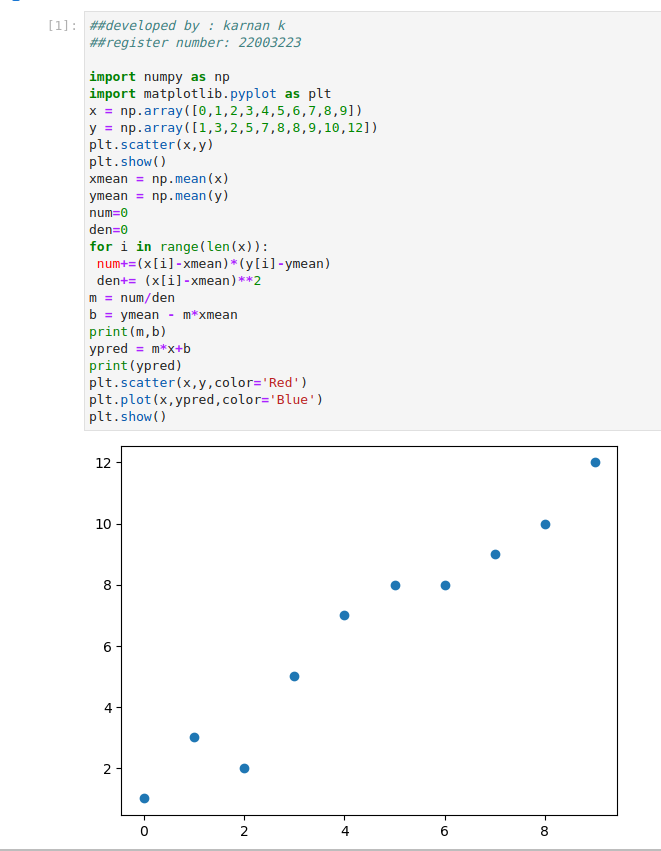 [1]: ##developed by : karnan k
##register number: 22003223
import numpy as np
import matplotlib.pyplot as plt
x = np.array([0,1,2,3,4,5,6,7,8,9])
y = np.array([1,3,2,5,7,8,8,9,10,12])
plt.scatter(x,y)
plt.show()
xmean = np.mean(x)
ymean = np.mean(y)
num=0
den=0
for i in range(len(x)):
 num+=(x[i]-xmean)*(y[i]-ymean)
 den+= (x[i]-xmean)**2
m = num/den
b = ymean - m*xmean
print(m,b)
ypred = m*x+b
print(ypred)
plt.scatter(x,y,color='Red')
plt.plot(x,ypred,color='Blue')
plt.show()
12
10
8
6
4
2
0 2 4 6 8